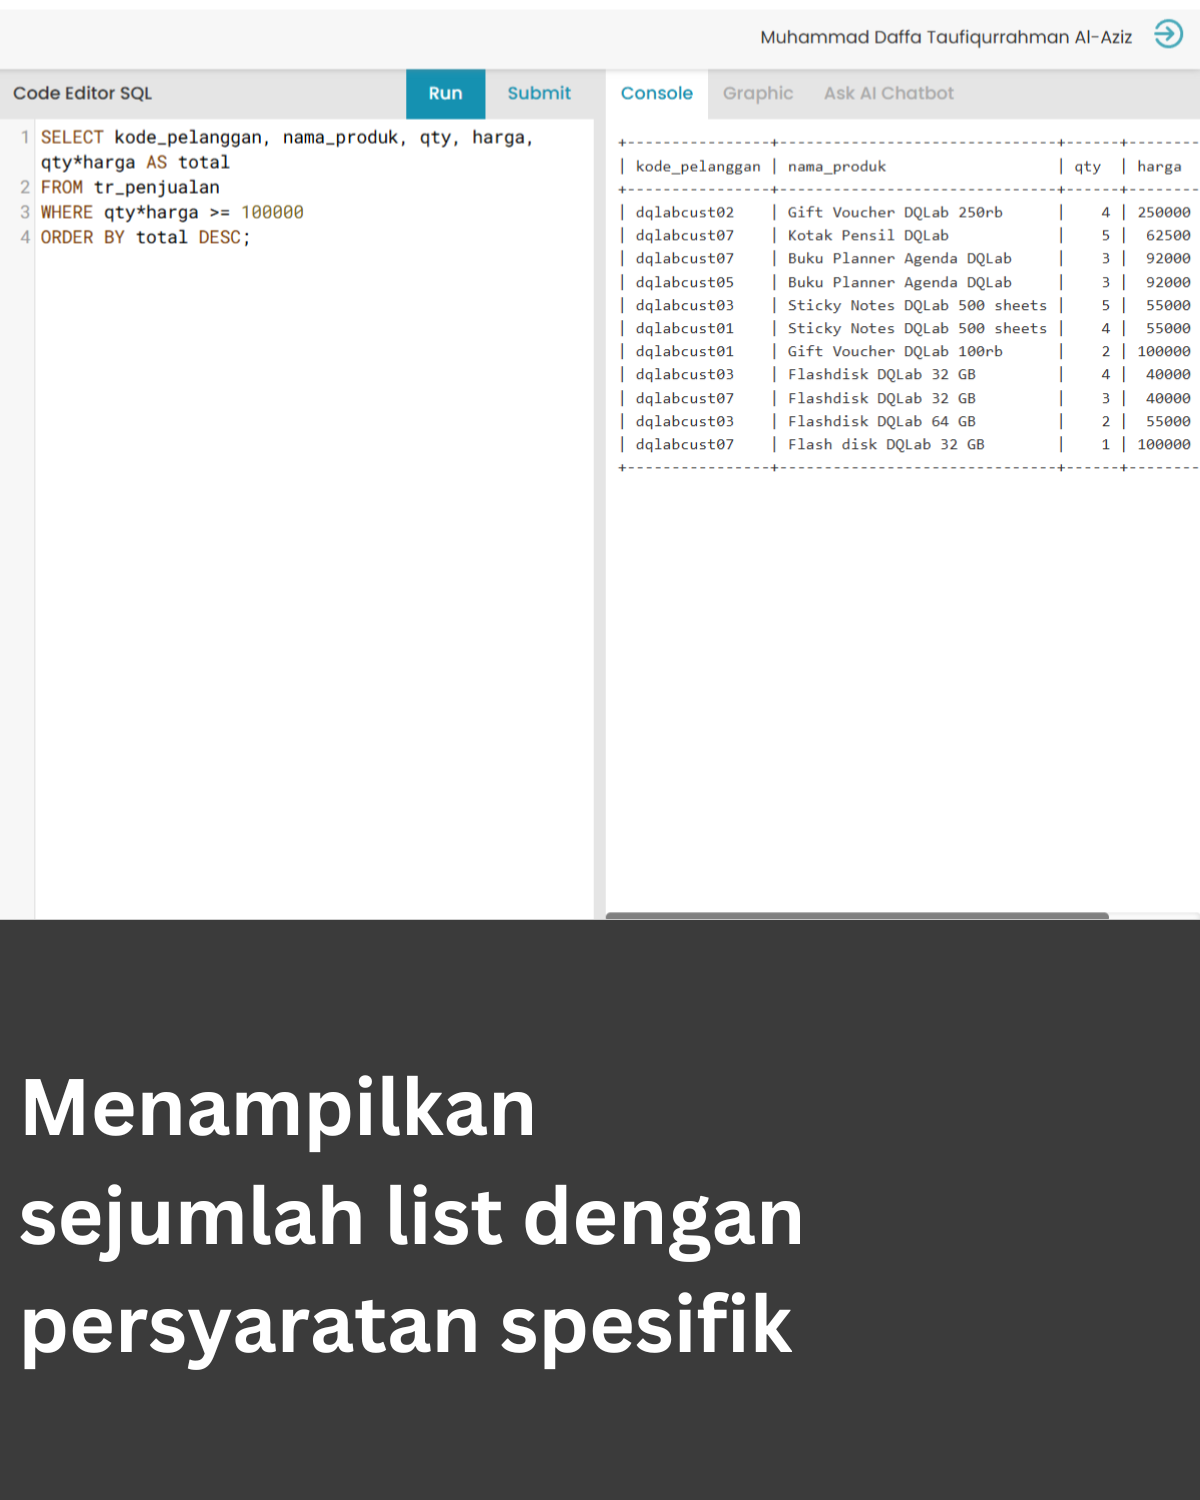 Muhammad Daffa Taufiqurrahman Al-Aziz
Code Editor SQL
Run
Submit
Console
Graphic
Ask AI Chatbot
1 SELECT kode_pelanggan, nama_produk, qty, harga,
qty*harga AS total
2 FROM tr_penjualan
3 WHERE qty*harga >= 100000
4 ORDER BY total DESC;
+----------------+-------------------------------+------+--------
| kode_pelanggan | nama_produk | qty | harga
+----------------+-------------------------------+------+--------
| dqlabcust02 | Gift Voucher DQLab 250rb | 4 | 250000
| dqlabcust07 | Kotak Pensil DQLab | 5 | 62500
| dqlabcust07 | Buku Planner Agenda DQLab | 3 | 92000
| dqlabcust05 | Buku Planner Agenda DQLab | 3 | 92000
| dqlabcust03 | Sticky Notes DQLab 500 sheets | 5 | 55000
| dqlabcust01 | Sticky Notes DQLab 500 sheets | 4 | 55000
| dqlabcust01 | Gift Voucher DQLab 100rb | 2 | 100000
| dqlabcust03 | Flashdisk DQLab 32 GB | 4 | 40000
| dqlabcust07 | Flashdisk DQLab 32 GB | 3 | 40000
| dqlabcust03 | Flashdisk DQLab 64 GB | 2 | 55000
| dqlabcust07 | Flash disk DQLab 32 GB | 1 | 100000
+----------------+-------------------------------+------+--------
Menampilkan
sejumlah list dengan
persyaratan spesifik